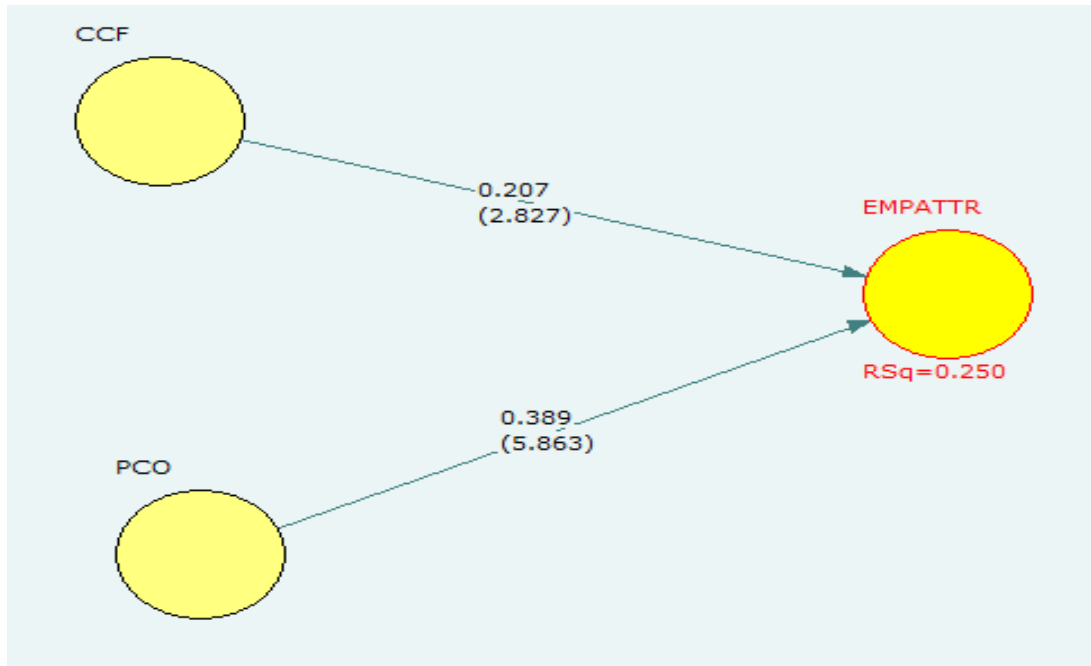 CCF
0.207
(2.827)
EMPATTR
RSq=0.250
0.389
(5.863)
PCO